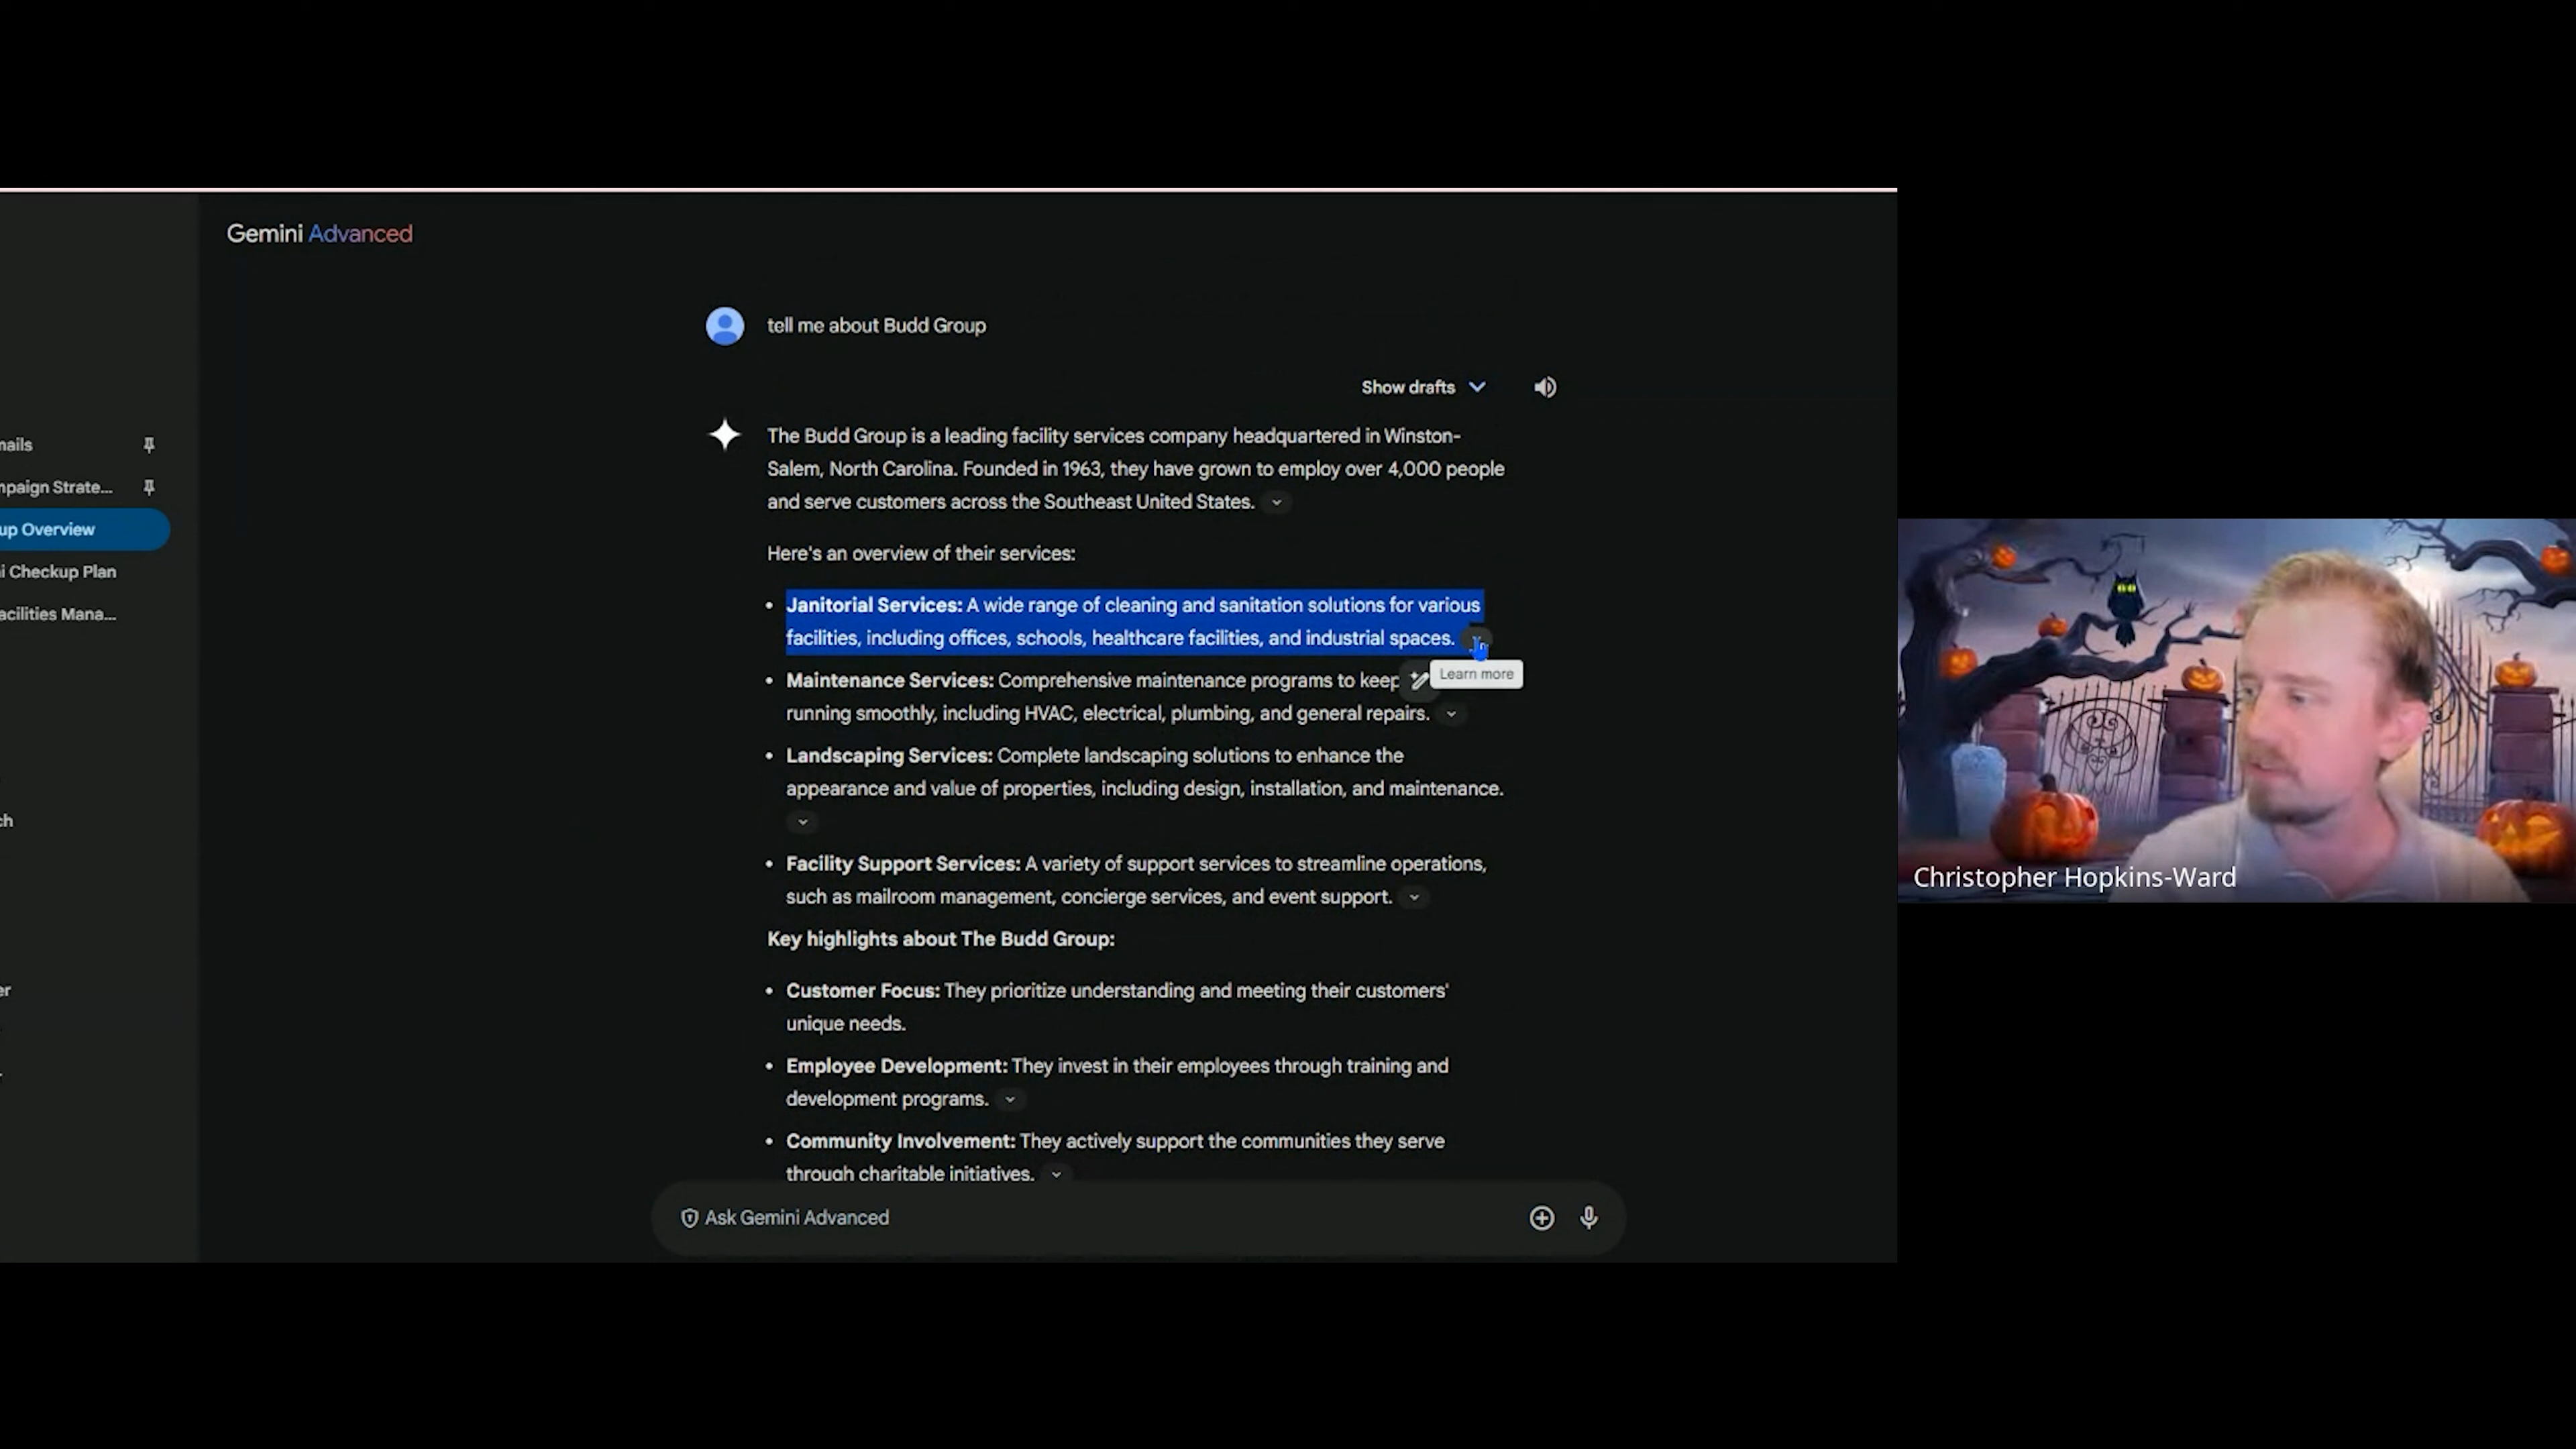 Gemini Advanced
tell me about Budd Group
Show drafts
The Budd Group is a leading facility services company headquartered in Winston-
Salem, North Carolina. Founded in 1963, they have grown to employ over 4,000 people
and serve customers across the Southeast United States.
Here's an overview of their services:
Janitorial Services: A wide range of cleaning and sanitation solutions for various
facilities, including offices, schools, healthcare facilities, and industrial spaces.
Learn more
Maintenance Services: Comprehensive maintenance programs to keep
running smoothly, including HVAC, electrical, plumbing, and general repairs.
Landscaping Services: Complete landscaping solutions to enhance the
appearance and value of properties, including design, installation, and maintenance.
Facility Support Services: A variety of support services to streamline operations,
such as mailroom management, concierge services, and event support.
Key highlights about The Budd Group:
Customer Focus: They prioritize understanding and meeting their customers'
unique needs.
Employee Development: They invest in their employees through training and
development programs.
Community Involvement: They actively support the communities they serve
through charitable initiatives.
Ask Gemini Advanced
nails
npaign Strate...
up Overview
i Checkup Plan
acilities Mana...
ch
er
Christopher Hopkins-Ward